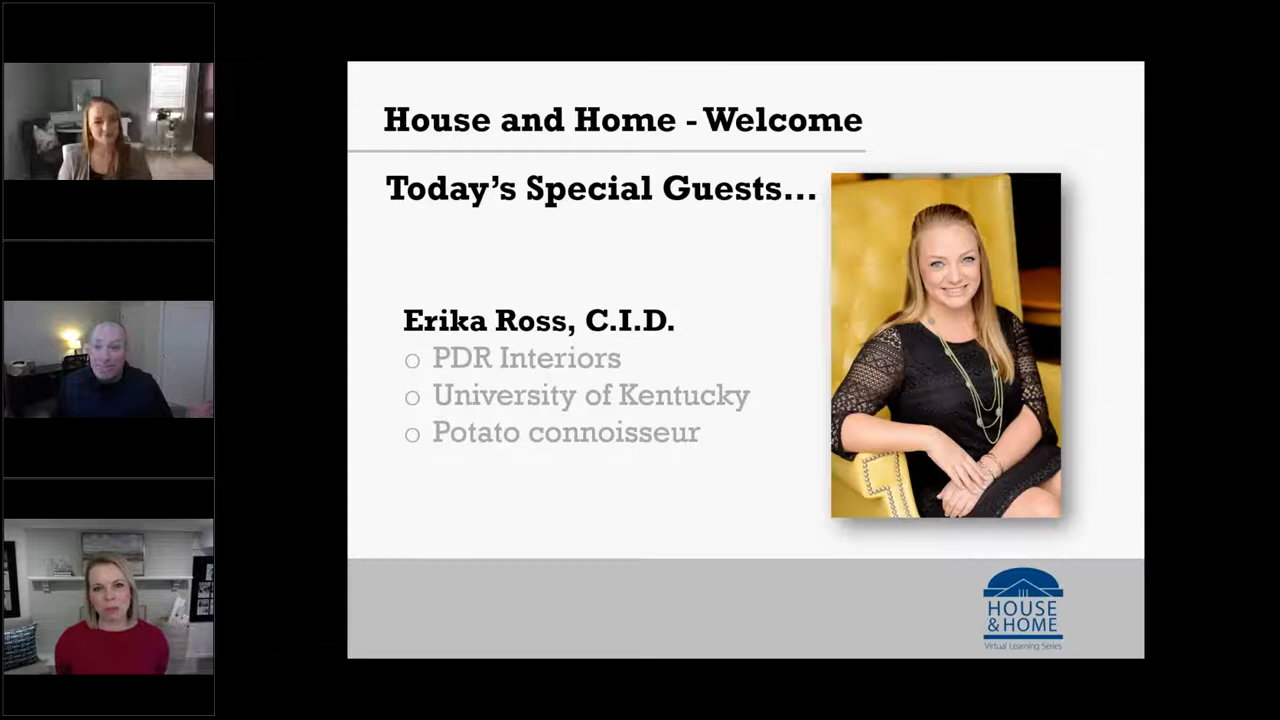 House and Home - Welcome
Today's Special Guests...
Erika Ross, C.I.D.
o PDR Interiors
o University of Kentucky
o Potato connoisseur
HOUSE
& HOME
Virtual Learning Series